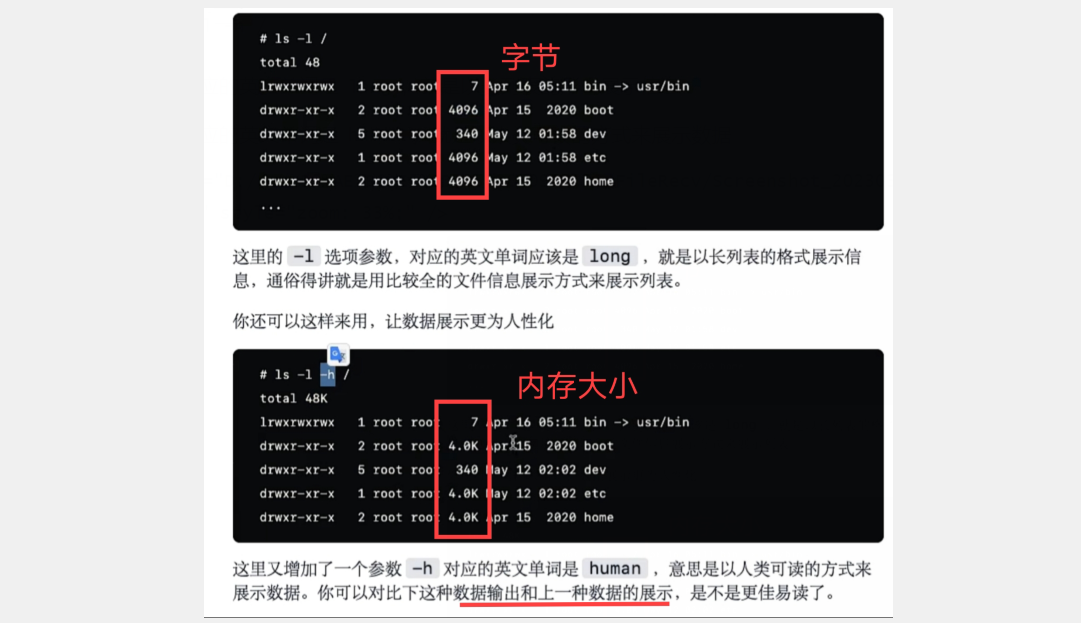 # ls -l /
字节
total 48
lrwxrwxrwx 1 root root 7 Apr 16 05:11 bin -> usr/bin
drwxr-xr-x 2 root root 4096 Apr 15 2020 boot
drwxr-xr-x 5 root root 340 May 12 01:58 dev
drwxr-xr-x 1 root root 4096 May 12 01:58 etc
drwxr-xr-x 2 root root 4096 Apr 15 2020 home
...
这里的 -l 选项参数，对应的英文单词应该是 long ，就是以长列表的格式展示信
息，通俗得讲就是用比较全的文件信息展示方式来展示列表。
你还可以这样来用，让数据展示更为人性化
# ls -l -h /
内存大小
total 48K
lrwxrwxrwx 1 root root 7 Apr 16 05:11 bin -> usr/bin
drwxr-xr-x 2 root root 4.0K Apr 15 2020 boot
drwxr-xr-x 5 root root 340 May 12 02:02 dev
drwxr-xr-x 1 root root 4.0K May 12 02:02 etc
drwxr-xr-x 2 root root 4.0K Apr 15 2020 home
这里又增加了一个参数 -h 对应的英文单词是 human ，意思是以人类可读的方式来
展示数据。你可以对比下这种数据输出和上一种数据的展示，是不是更佳易读了。